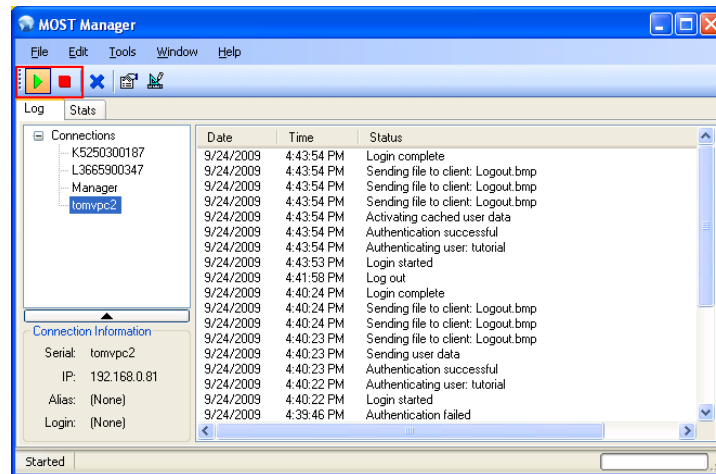 MOST Manager
File Edit Tools Window Help
Log Stats
Connections
K5250300187
L3665900347
Manager
tomvpc2
Connection Information
Serial: tomvpc2
IP: 192.168.0.81
Alias: (None)
Login: (None)
Date Time Status
9/24/2009 4:43:54 PM Login complete
9/24/2009 4:43:54 PM Sending file to client: Logout.bmp
9/24/2009 4:43:54 PM Sending file to client: Logout.bmp
9/24/2009 4:43:54 PM Sending file to client: Logout.bmp
9/24/2009 4:43:54 PM Activating cached user data
9/24/2009 4:43:54 PM Authentication successful
9/24/2009 4:43:54 PM Authenticating user: tutorial
9/24/2009 4:43:53 PM Login started
9/24/2009 4:41:58 PM Log out
9/24/2009 4:40:24 PM Login complete
9/24/2009 4:40:24 PM Sending file to client: Logout.bmp
9/24/2009 4:40:24 PM Sending file to client: Logout.bmp
9/24/2009 4:40:23 PM Sending file to client: Logout.bmp
9/24/2009 4:40:23 PM Sending user data
9/24/2009 4:40:23 PM Authentication successful
9/24/2009 4:40:22 PM Authenticating user: tutorial
9/24/2009 4:40:22 PM Login started
9/24/2009 4:39:46 PM Authentication failed
Started